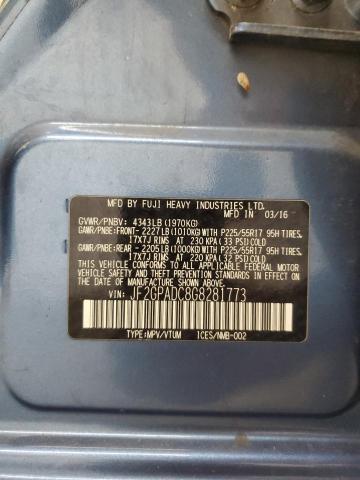 MFD BY FUJI HEAVY INDUSTRIES LTD.
M'D IN 03/16
GVWR/PNBV: 4343LB (1970KG)
GAWR/PNBE:FRONT- 2227LB(1010KG)WITH P225/55R17 95H TIRES,
17X7J RIMS AT 230 KPA(33 PSI)COLD
GAWR/PNBE:REAR - 2205LB(1000KG)WITH P225/55R17 95H TIRES,
17X7J RIMS AT 220 KPA(32 PSI)COLD
THIS VEHICLE CONFORMS TO ALL APPLICABLE FEDERAL MOTOR
VEHICLE SAFETY, BUMPER, AND THEFT PREVENTION
STANDARDS IN EFFECT ON THE DATE OF
MANUFACTURE SHOWN ABOVE.
VIN: JF2GPADC8G8281773
TYPE:MPV/VTUM ICES/NMB-002